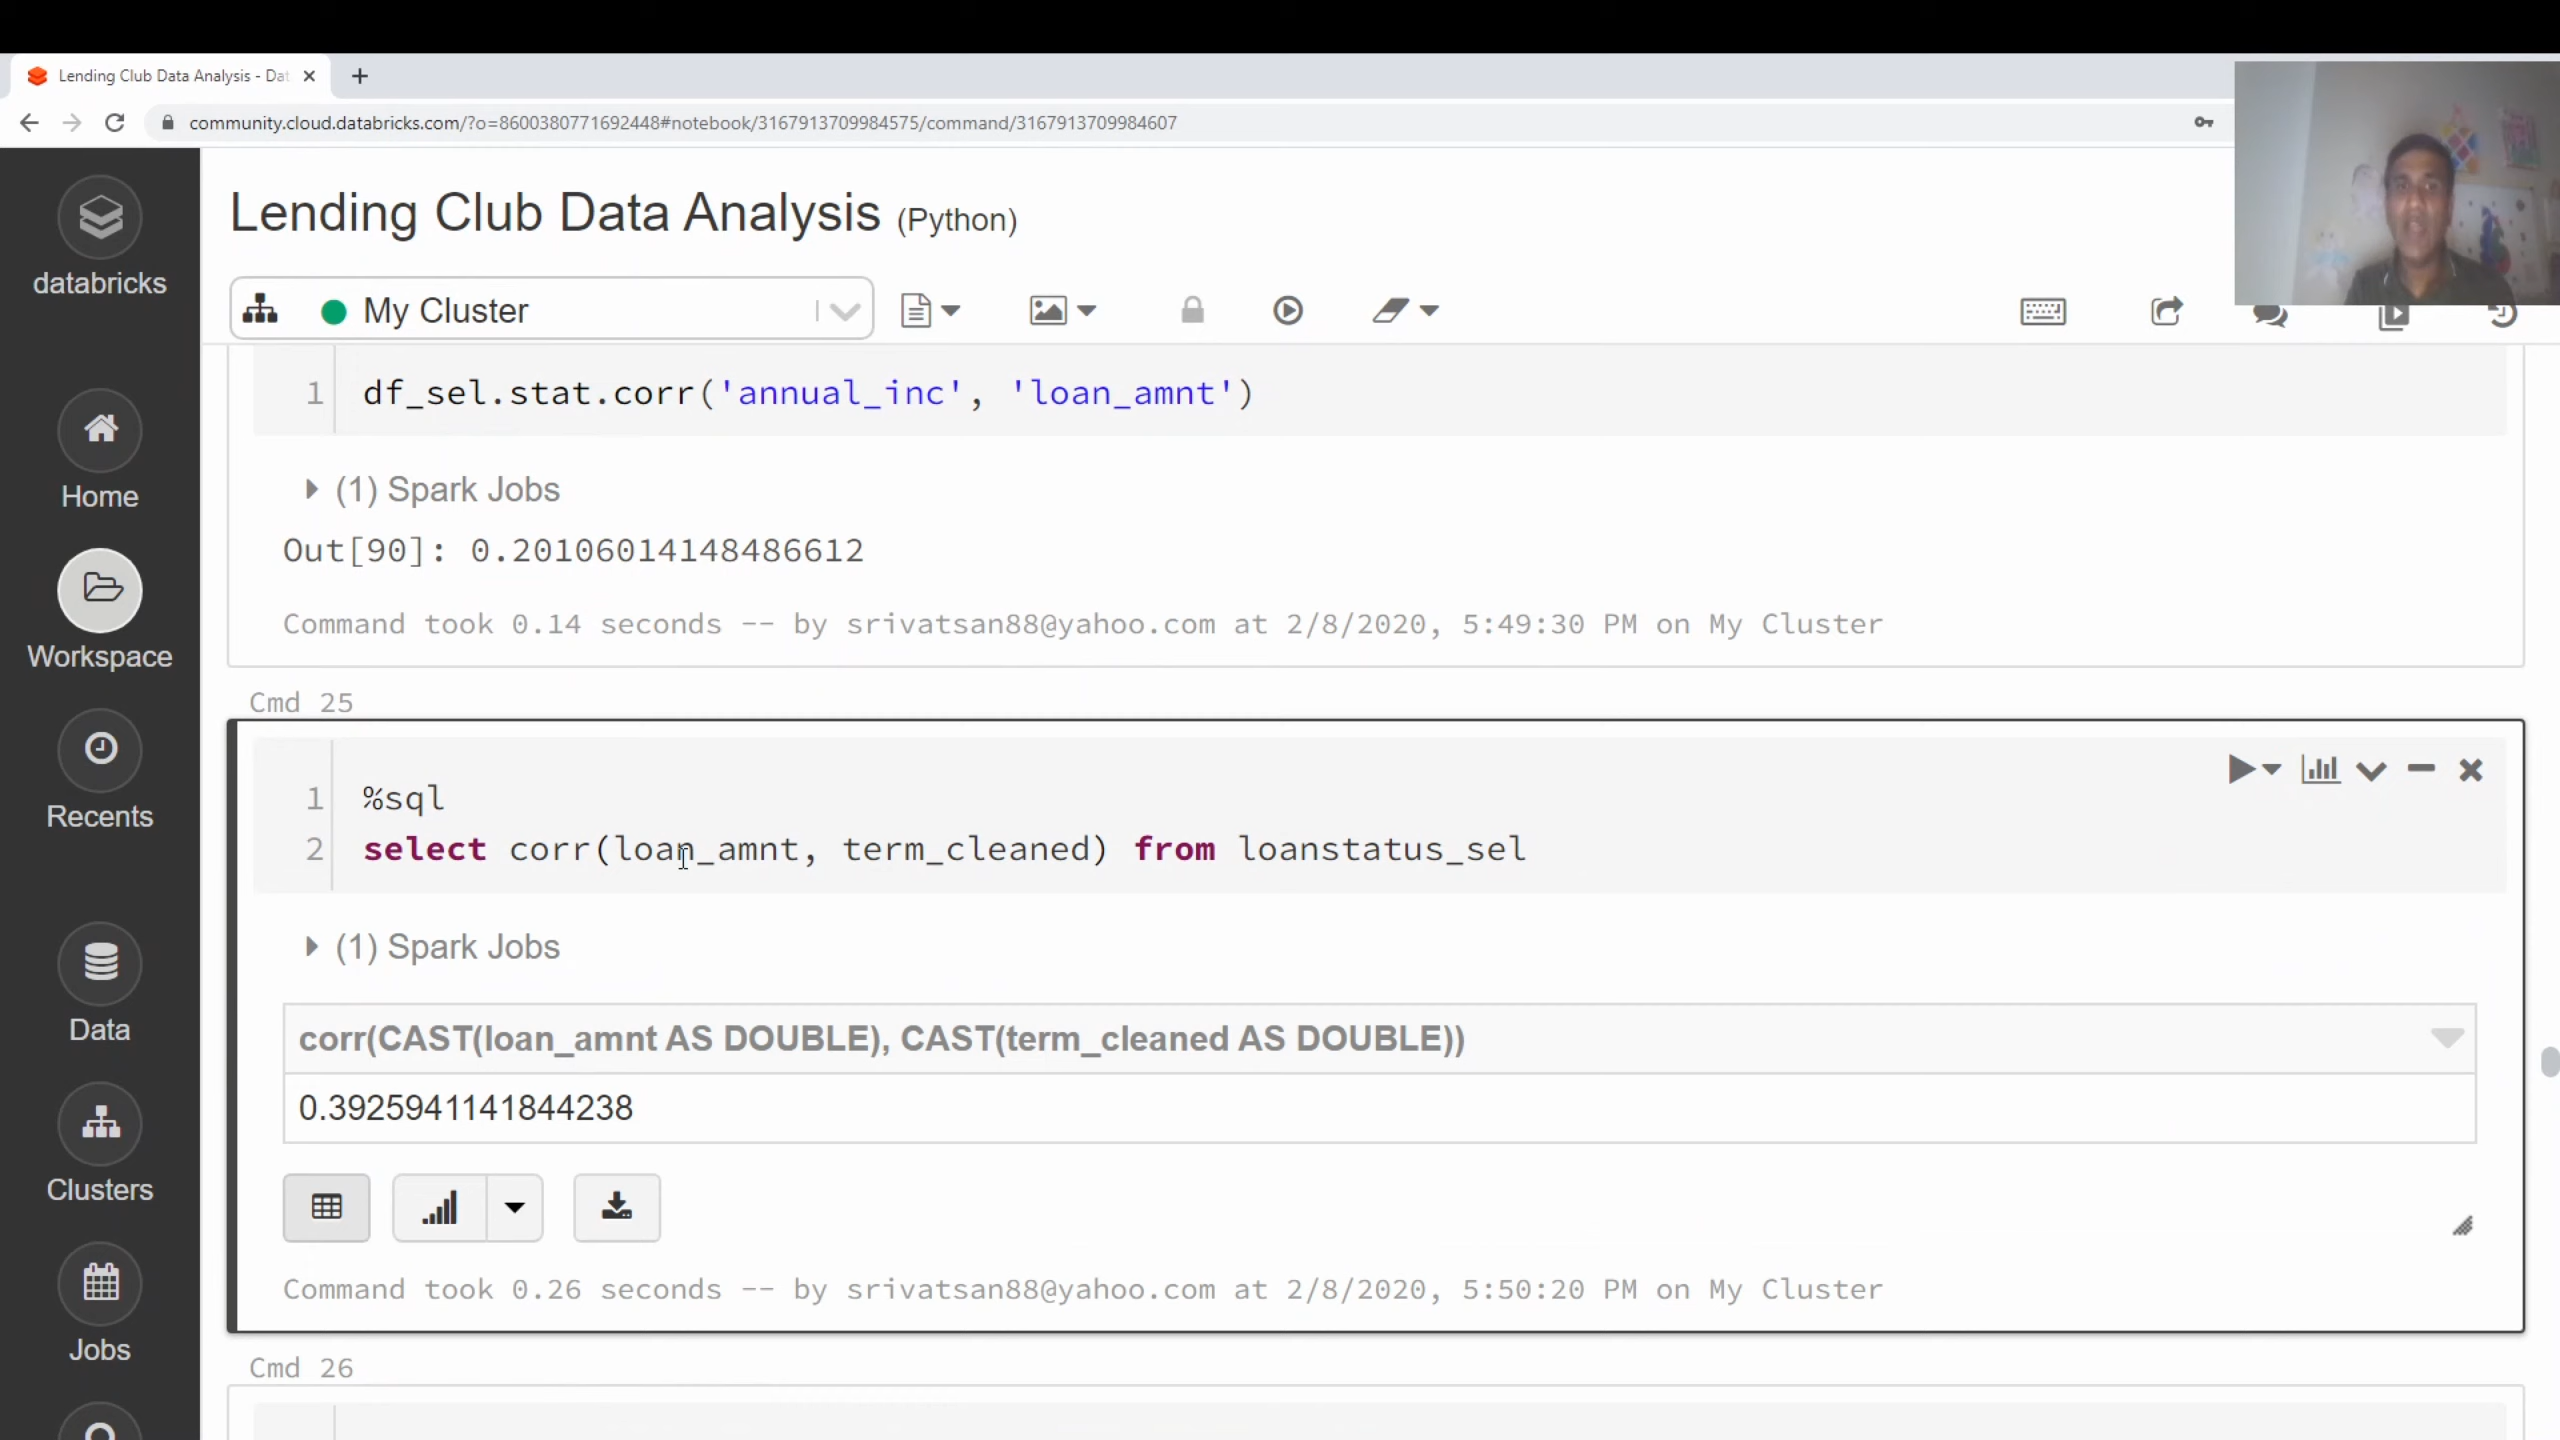 Lending Club Data Analysis - Dat
community.cloud.databricks.com/?o=8600380771692448#notebook/3167913709984575/command/3167913709984607
databricks
Home
Workspace
Recents
Data
Clusters
Jobs
Lending Club Data Analysis (Python)
My Cluster
1 df_sel.stat.corr('annual_inc', 'loan_amnt')
(1) Spark Jobs
Out[90]: 0.20106014148486612
Command took 0.14 seconds -- by srivatsan88@yahoo.com at 2/8/2020, 5:49:30 PM on My Cluster
Cmd 25
1 %sql
2 select corr(loan_amnt, term_cleaned) from loanstatus_sel
(1) Spark Jobs
corr(CAST(loan_amnt AS DOUBLE), CAST(term_cleaned AS DOUBLE))
0.3925941141844238
Command took 0.26 seconds -- by srivatsan88@yahoo.com at 2/8/2020, 5:50:20 PM on My Cluster
Cmd 26